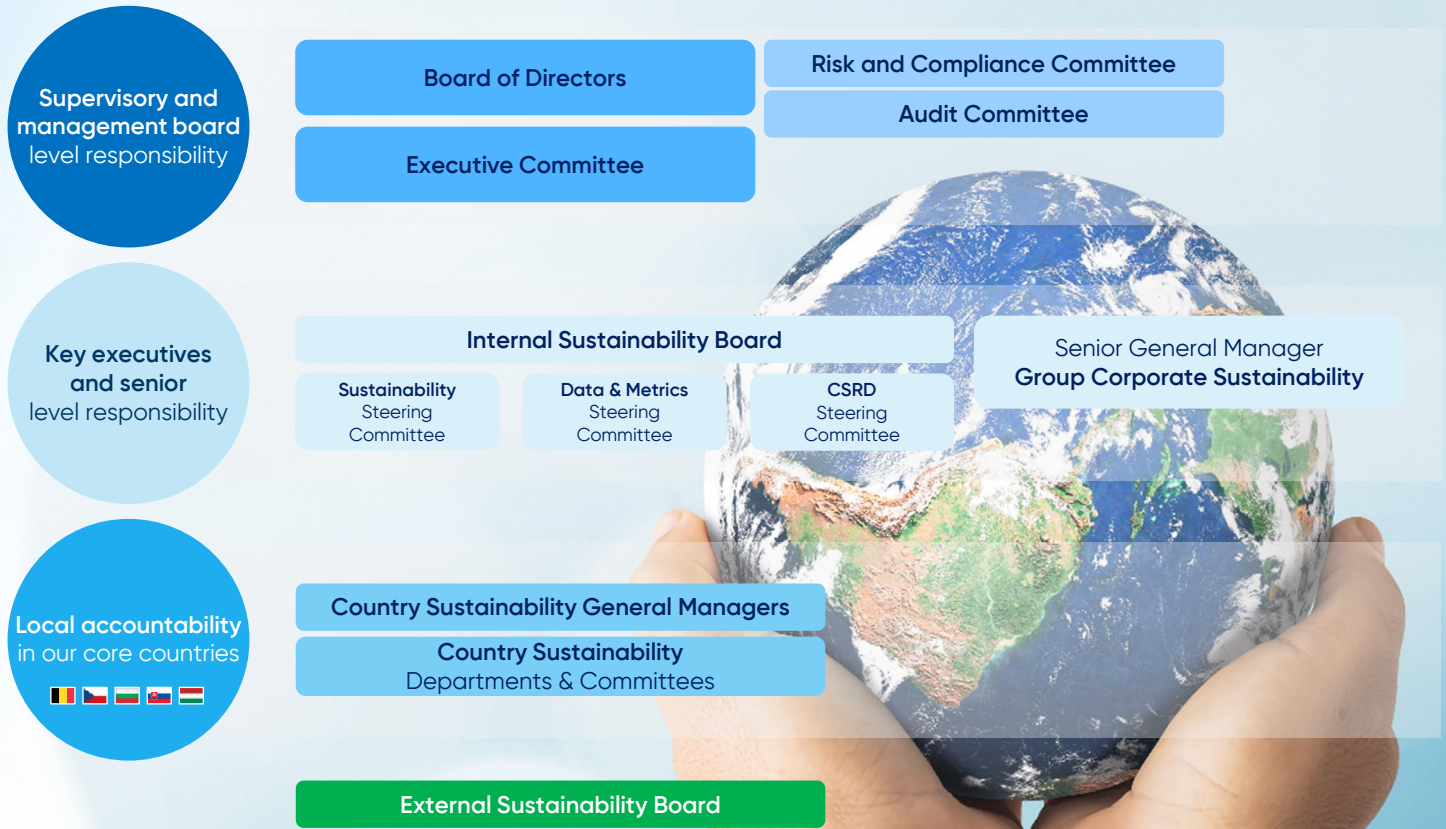 Supervisory and
management board
level responsibility
Board of Directors
Risk and Compliance Committee
Audit Committee
Executive Committee
Key executives
and senior
level responsibility
Internal Sustainability Board
Sustainability
Steering
Committee
Data & Metrics
Steering
Committee
CSRD
Steering
Committee
Senior General Manager
Group Corporate Sustainability
Local accountability
in our core countries
Country Sustainability General Managers
Country Sustainability
Departments & Committees
External Sustainability Board